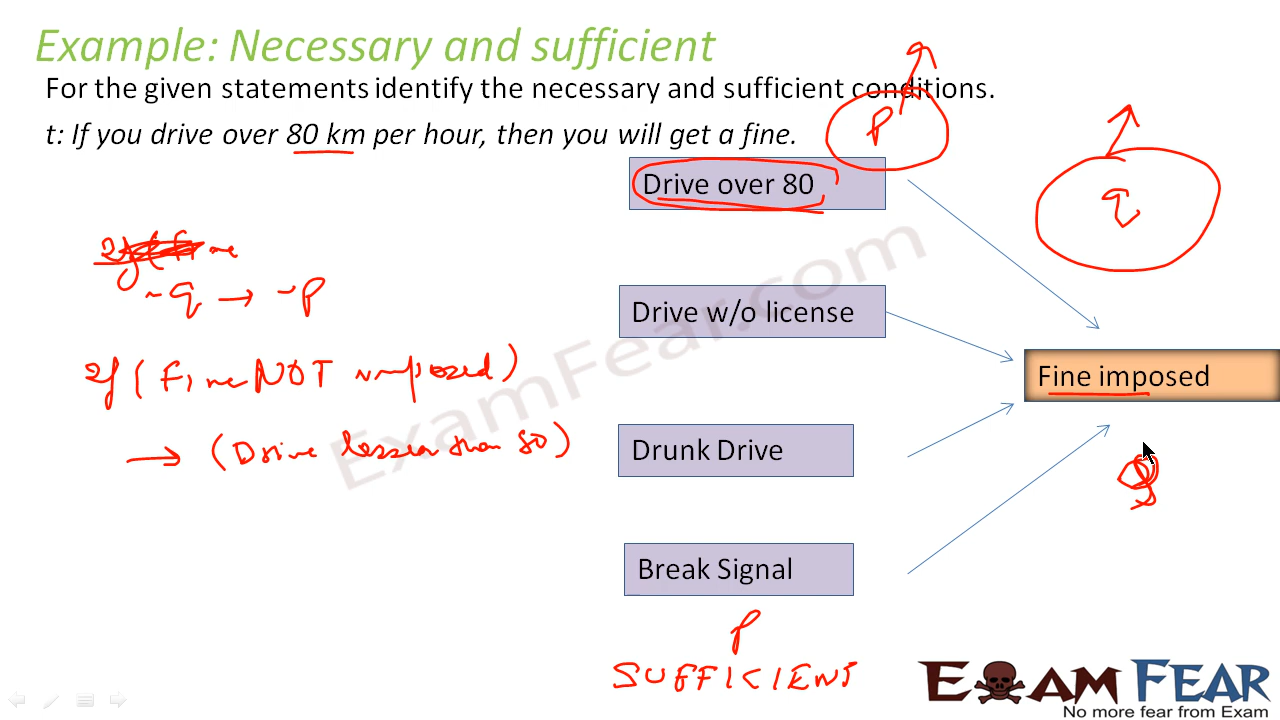 Example: Necessary and sufficient
For the given statements identify the necessary and sufficient conditions.
t: If you drive over 80 km per hour, then you will get a fine.
P
q
Drive over 80
~q → ~p
Drive w/o license
If (Fine NOT imposed)
Fine imposed
→ (Drive lesser than 80)
Drunk Drive
Break Signal
P
SUFFICIENT
ExamFear.com
EXAM FEAR
No more fear from Exam